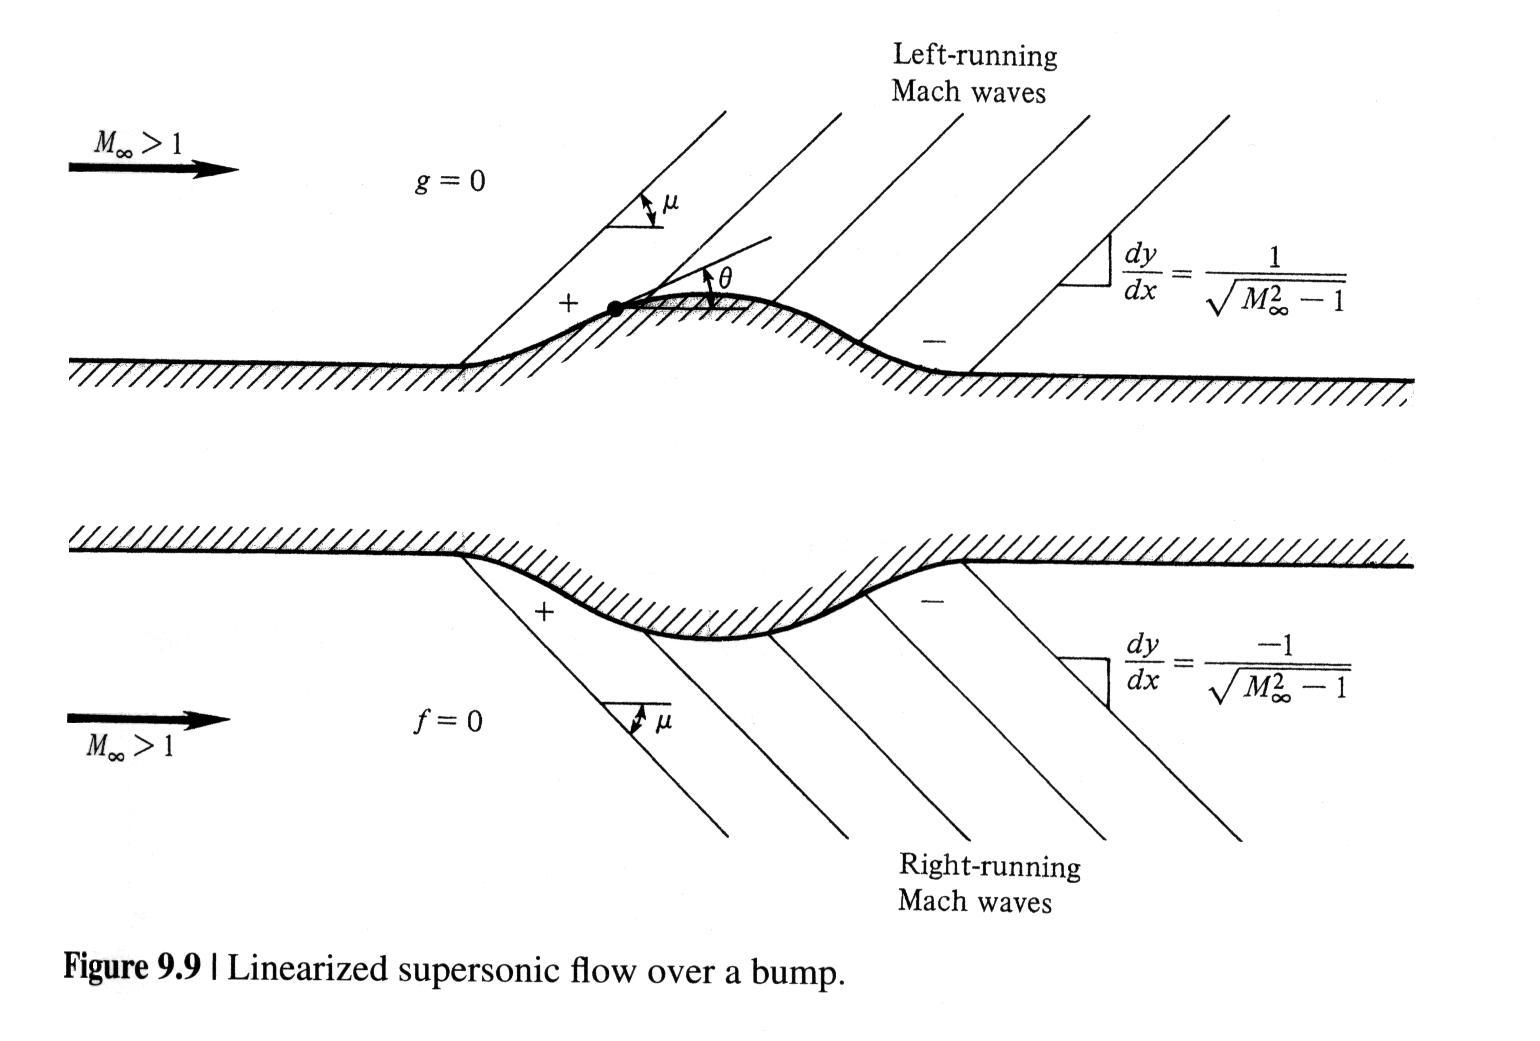 Left-running
Mach waves
M∞ > 1
g = 0
μ
θ
+
dy/dx = 1/√(M∞² − 1)
−
+
−
dy/dx = −1/√(M∞² − 1)
f = 0
μ
M∞ > 1
Right-running
Mach waves
Figure 9.9 | Linearized supersonic flow over a bump.